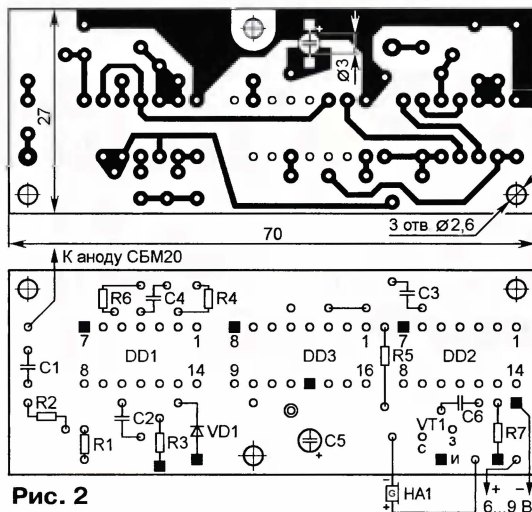 +
Ø3
27
3 отв. Ø2,6
70
К аноду СБМ20
R6 C4 R4 C3
7 1 8 1 7 1
C1 DD1 DD3 R5 DD2
8 14 9 16 8 14
R2 C2 VT1 C6
R1 R3 VD1 C5 с з R7
+ и
Рис. 2
− HA1 + −
+ 6...9 В